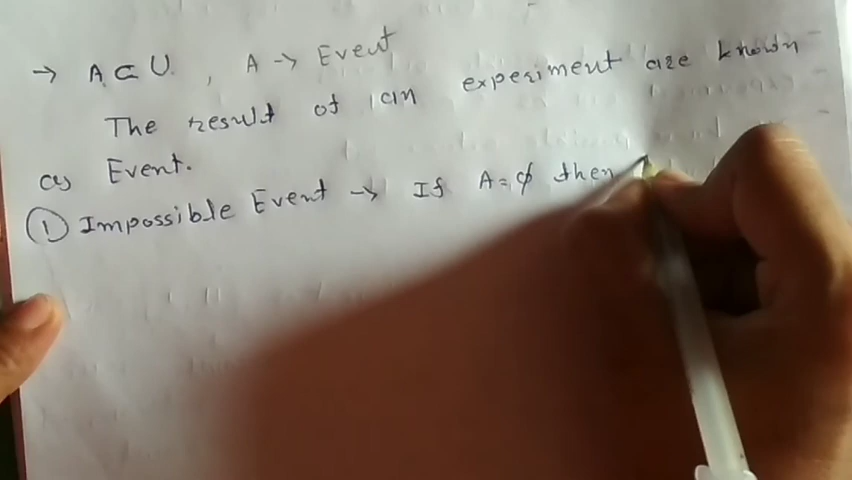 → A ⊂ U , A → Event
The result of an experiment are known
as Event.
① Impossible Event → If A = ϕ then